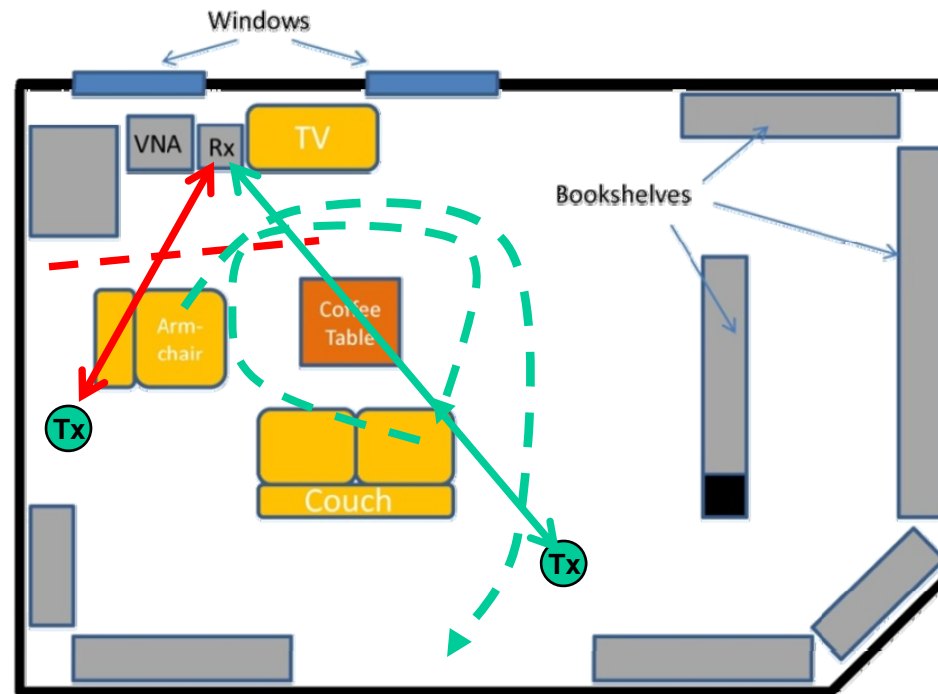 Windows
VNA
Rx
TV
Bookshelves
Arm-
chair
Coffee
Table
Tx
Couch
Tx